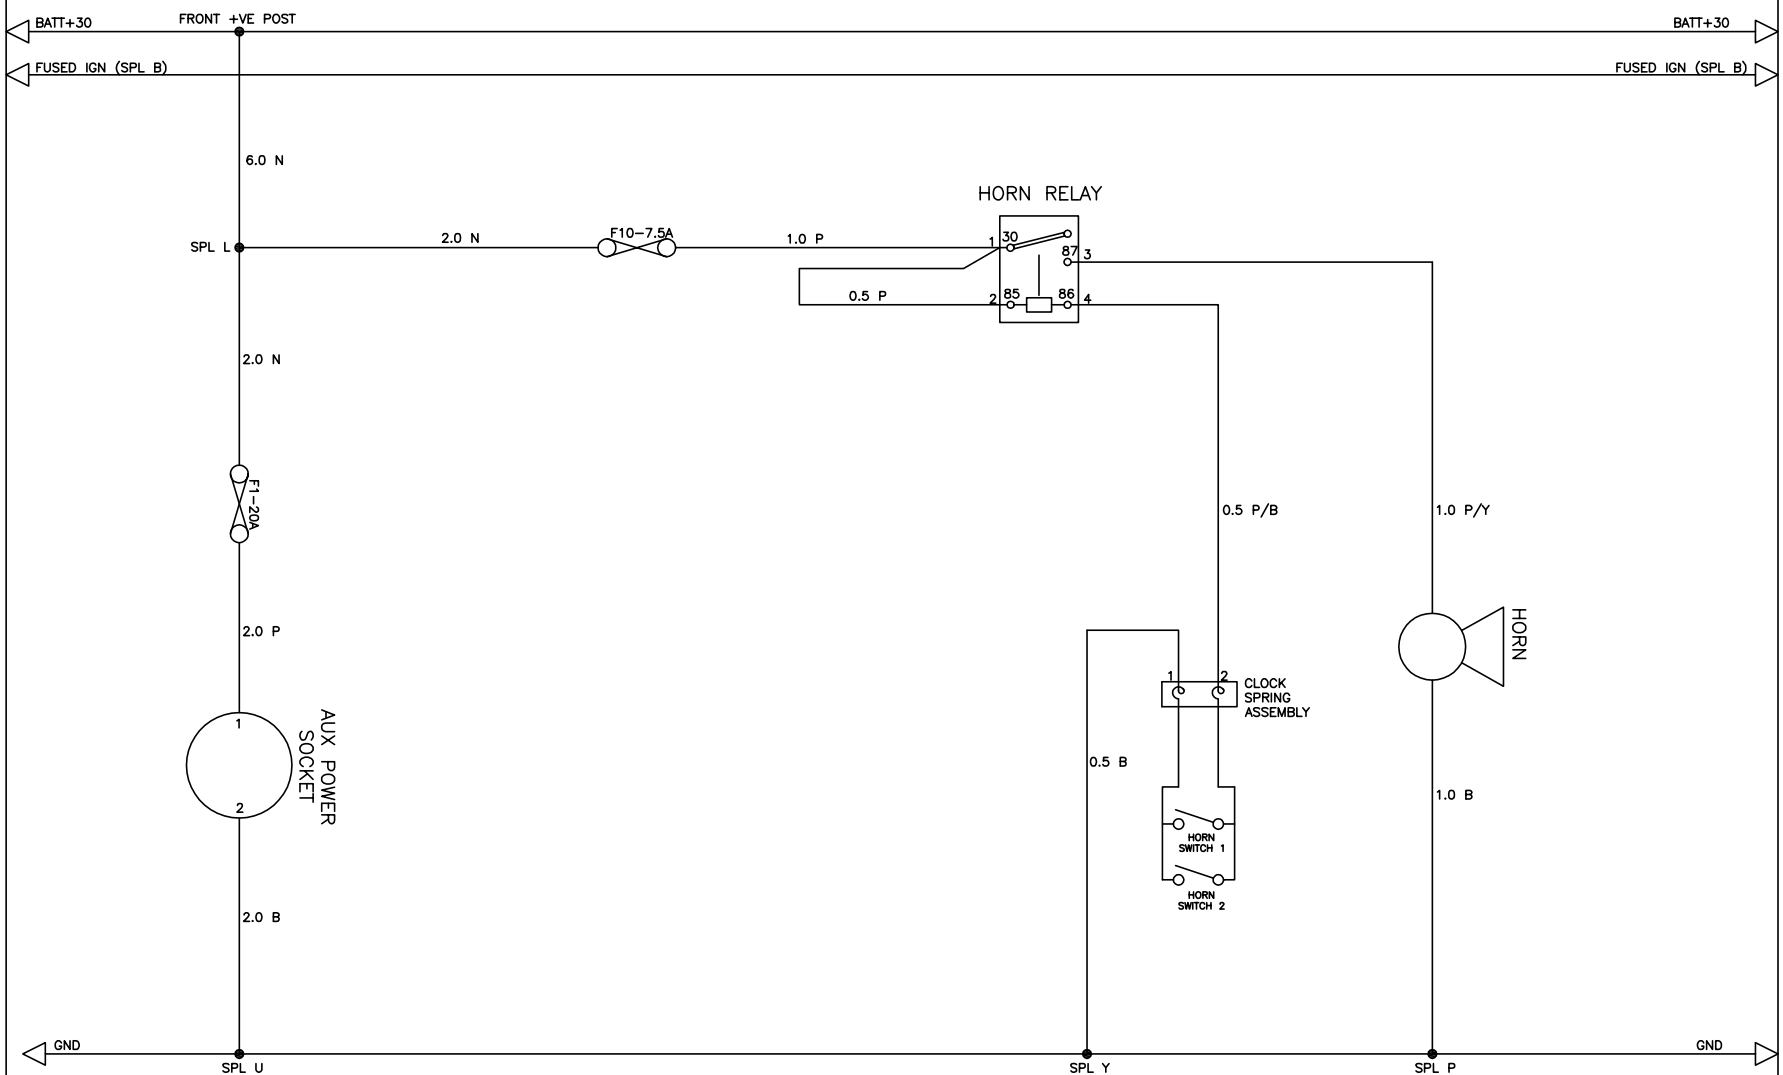 BATT+30
FRONT +VE POST
BATT+30
FUSED IGN (SPL B)
FUSED IGN (SPL B)
6.0 N
HORN RELAY
SPL L
2.0 N
F10-7.5A
1.0 P
1
30
87
3
0.5 P
2
85
86
4
2.0 N
F1-20A
0.5 P/B
1.0 P/Y
2.0 P
HORN
1
2
CLOCK
SPRING
ASSEMBLY
1
2
AUX POWER
SOCKET
0.5 B
1.0 B
HORN
SWITCH 1
HORN
SWITCH 2
2.0 B
GND
GND
SPL U
SPL Y
SPL P